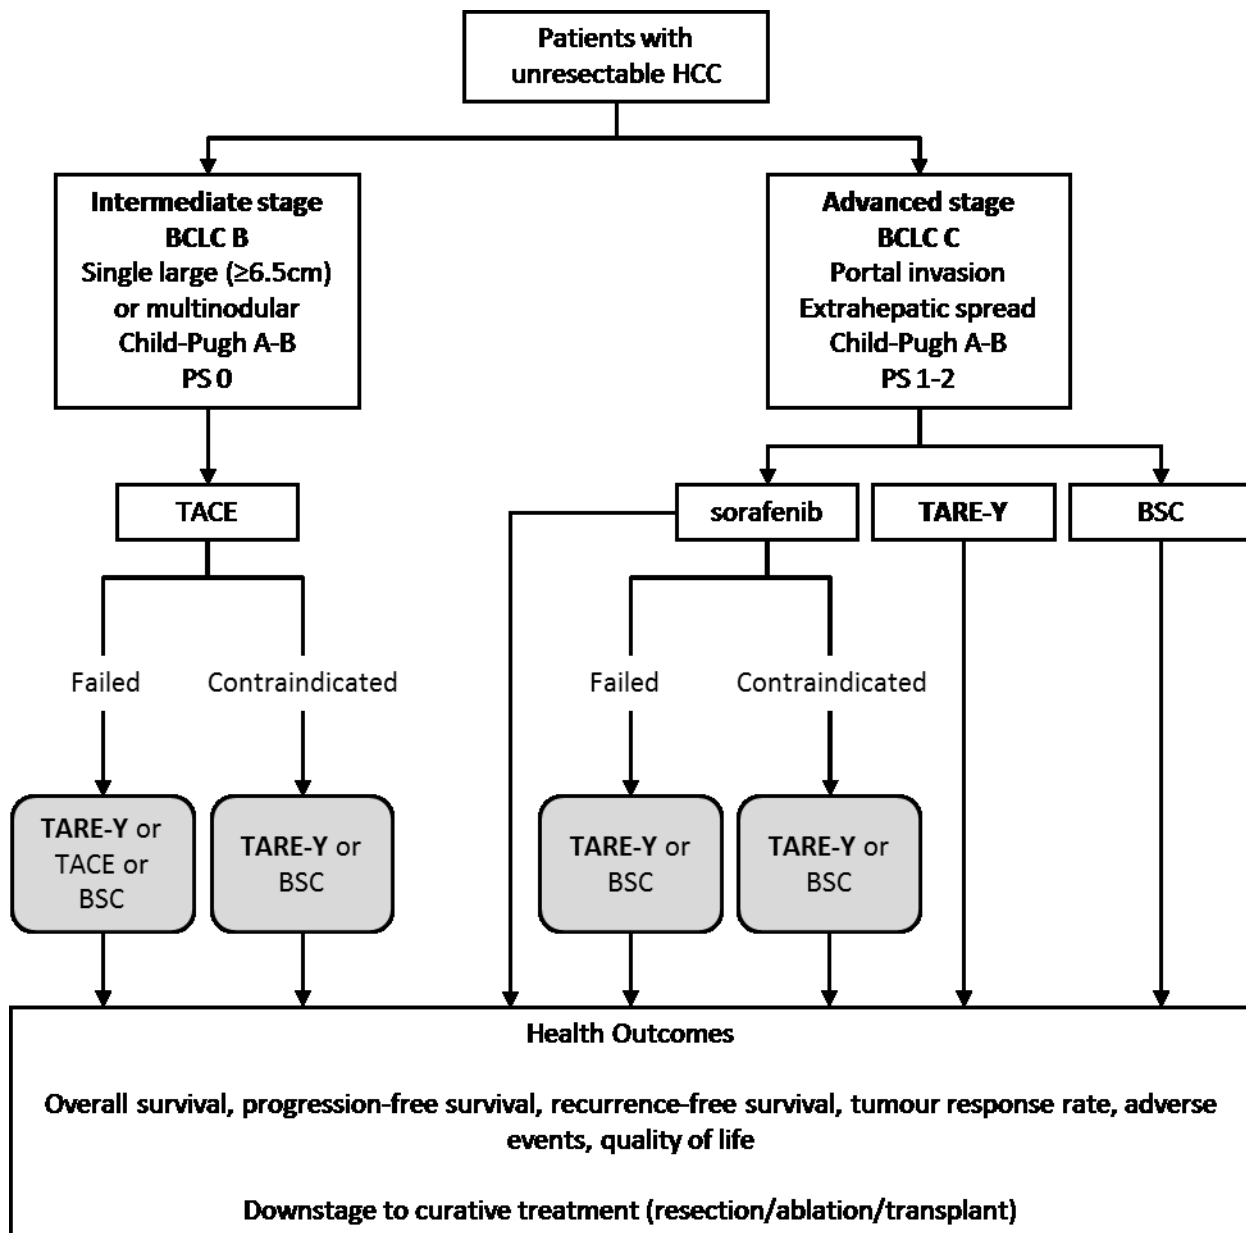 Patients with
unresectable HCC
Intermediate stage
BCLC B
Single large (≥6.5cm)
or multinodular
Child-Pugh A-B
PS 0
Advanced stage
BCLC C
Portal invasion
Extrahepatic spread
Child-Pugh A-B
PS 1-2
TACE
sorafenib
TARE-Y
BSC
Failed
Contraindicated
Failed
Contraindicated
TARE-Y or
TACE or
BSC
TARE-Y or
BSC
TARE-Y or
BSC
TARE-Y or
BSC
Health Outcomes
Overall survival, progression-free survival, recurrence-free survival, tumour response rate, adverse
events, quality of life
Downstage to curative treatment (resection/ablation/transplant)